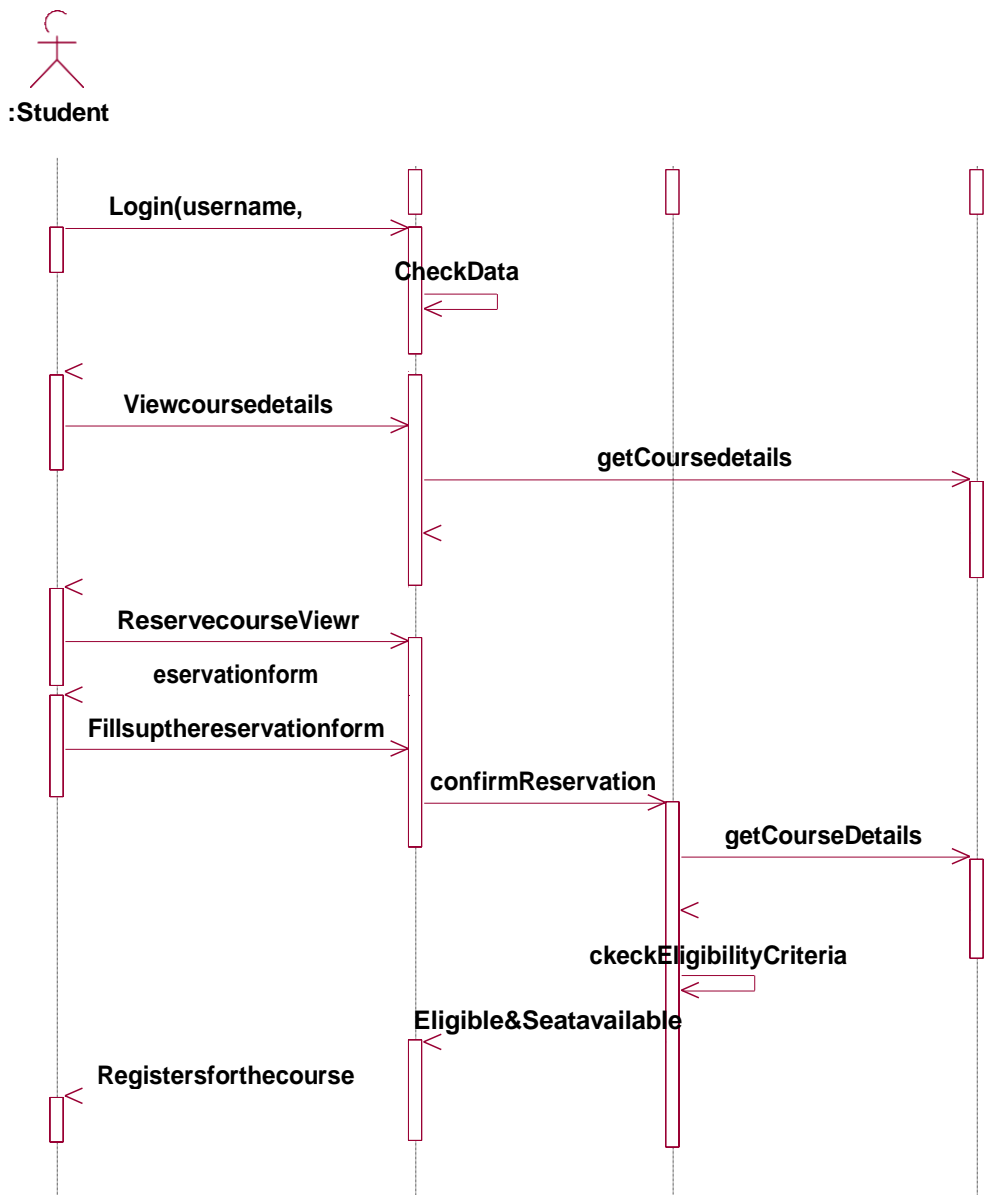 :Student
Login(username,
CheckData
Viewcoursedetails
getCoursedetails
ReservecourseViewr
eservationform
Fillsupthereservationform
confirmReservation
getCourseDetails
ckeckEligibilityCriteria
Eligible&Seatavailable
Registersforthecourse